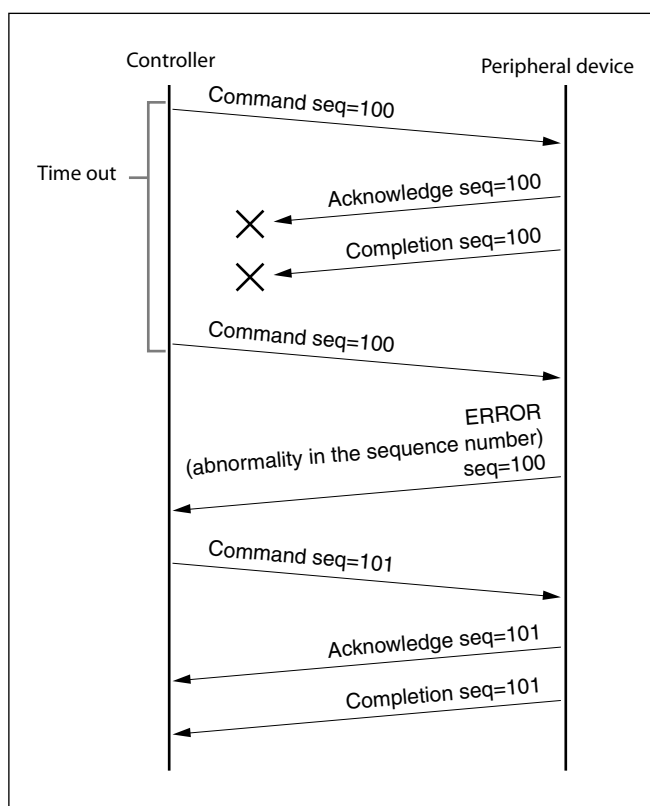 Controller
Peripheral device
Command seq=100
Time out
Acknowledge seq=100
Completion seq=100
Command seq=100
ERROR
(abnormality in the sequence number)
seq=100
Command seq=101
Acknowledge seq=101
Completion seq=101